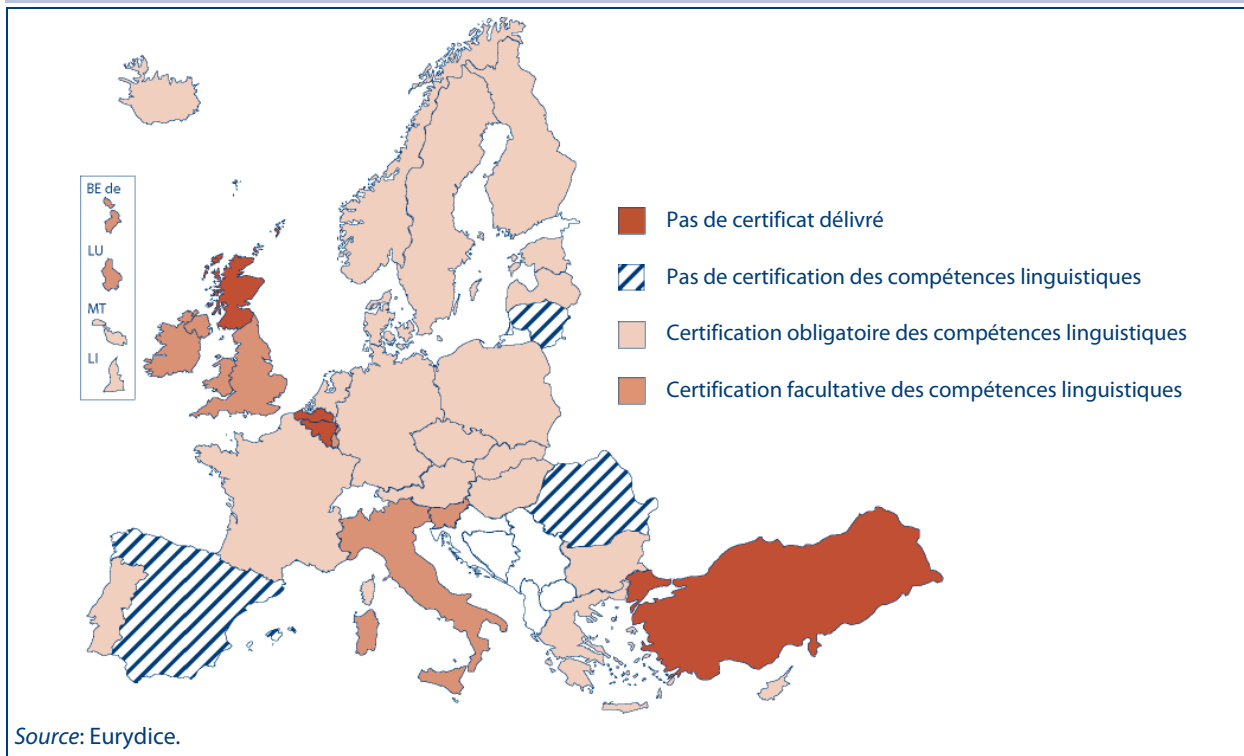 BE de
LU
MT
LI
Pas de certificat délivré
Pas de certification des compétences linguistiques
Certification obligatoire des compétences linguistiques
Certification facultative des compétences linguistiques
Source: Eurydice.